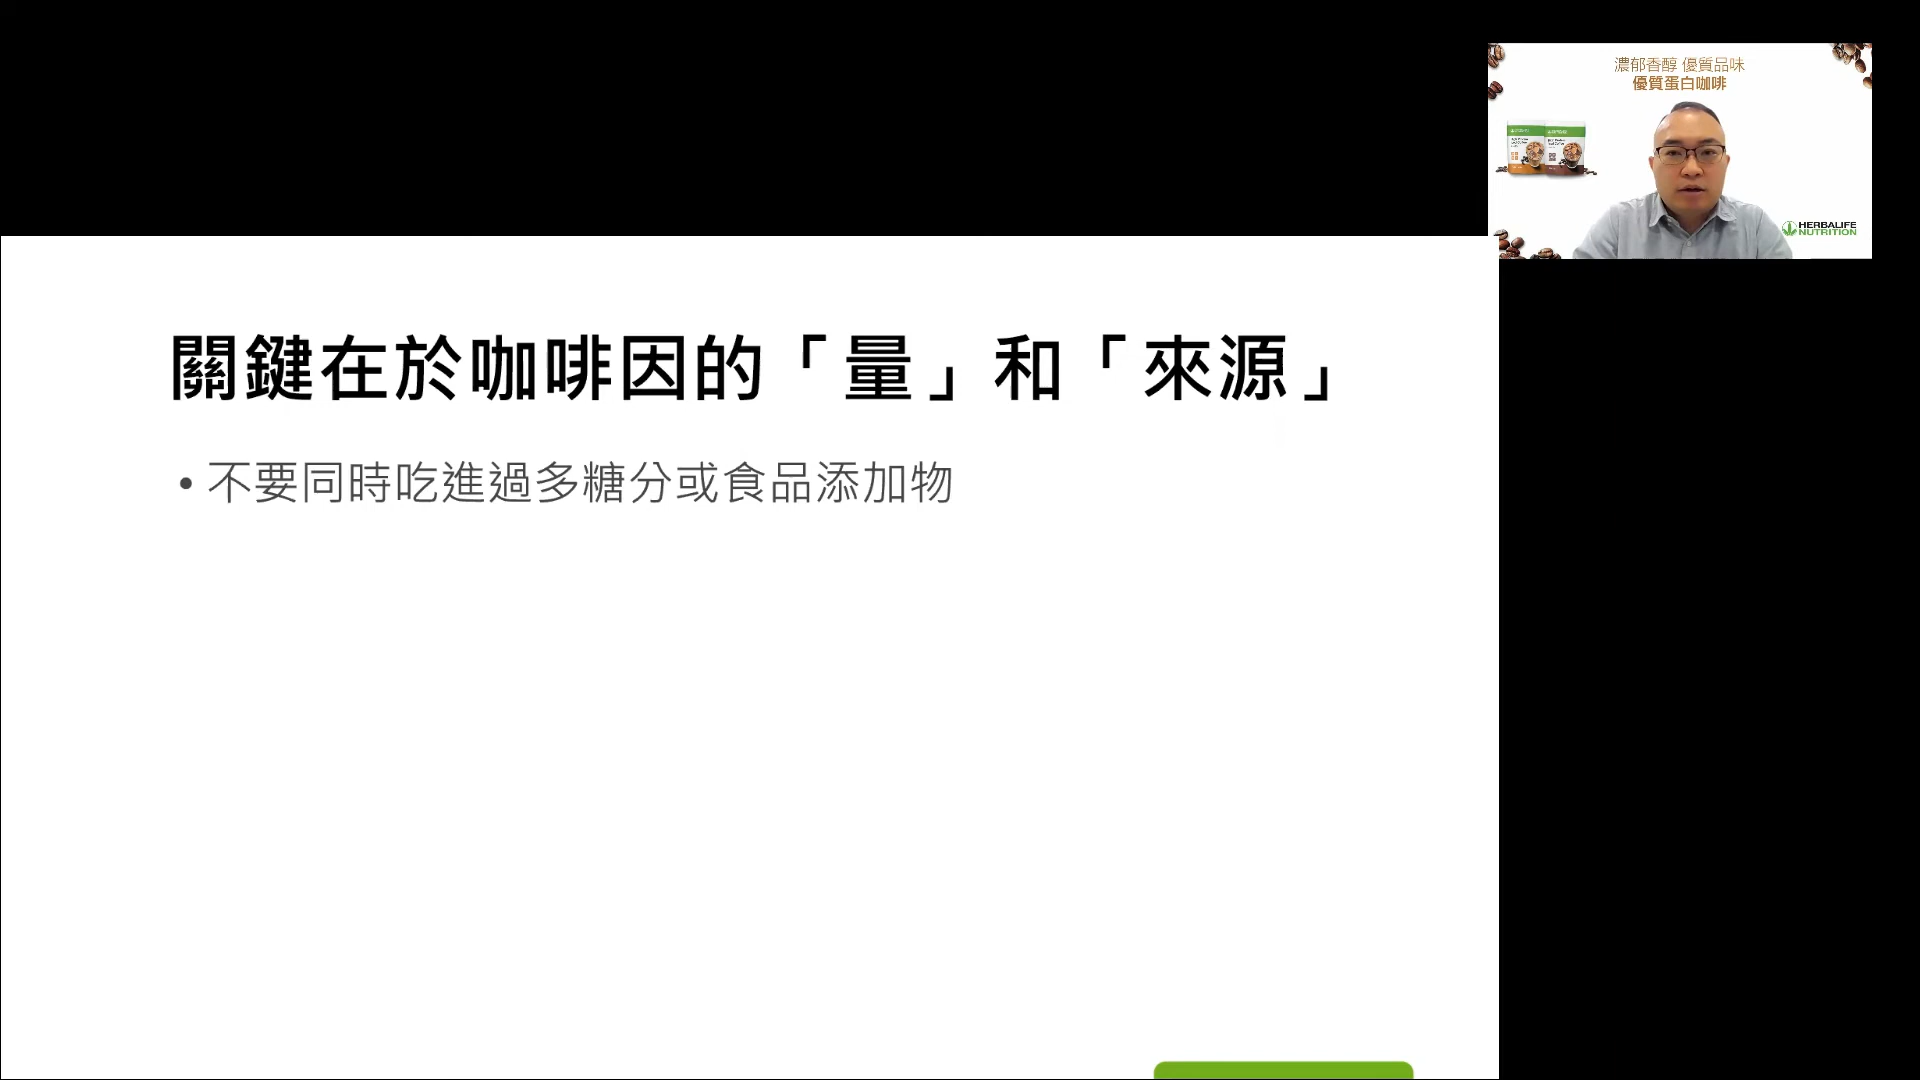 濃郁香醇 優質品味
優質蛋白咖啡
HERBALIFE
NUTRITION
關鍵在於咖啡因的「量」和「來源」
• 不要同時吃進過多糖分或食品添加物